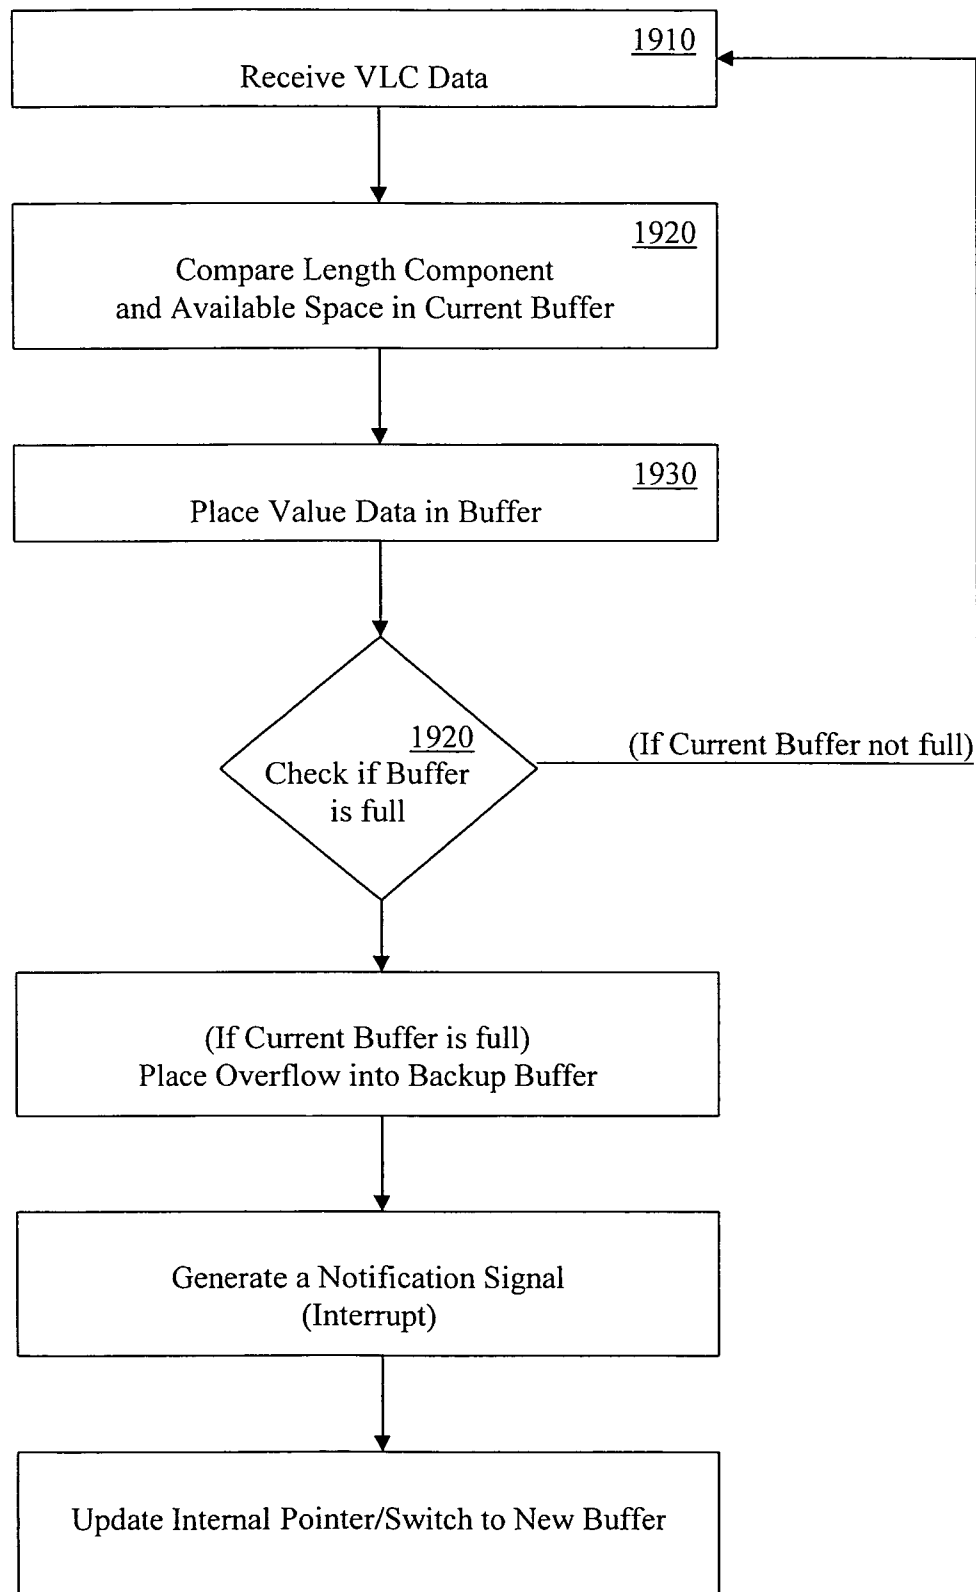 1910
Receive VLC Data
1920
Compare Length Component
and Available Space in Current Buffer
1930
Place Value Data in Buffer
1920
Check if Buffer
is full
(If Current Buffer not full)
(If Current Buffer is full)
Place Overflow into Backup Buffer
Generate a Notification Signal
(Interrupt)
Update Internal Pointer/Switch to New Buffer